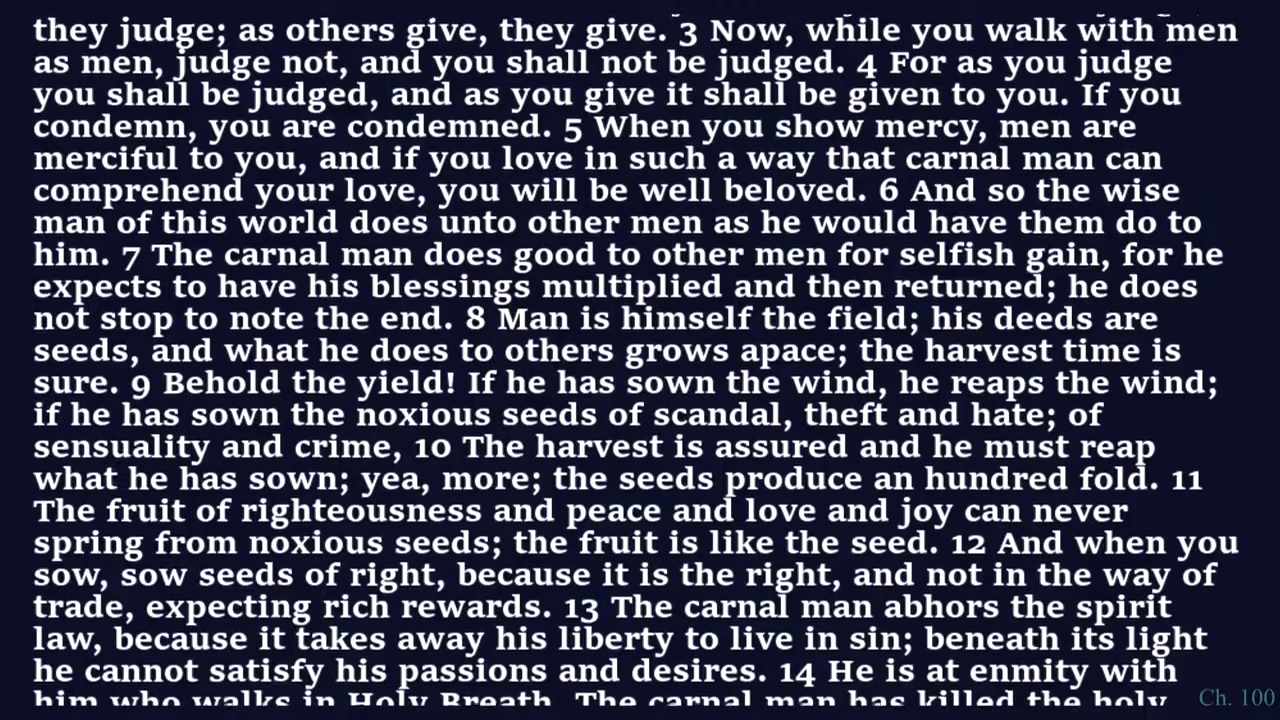 they judge; as others give, they give. 3 Now, while you walk with men
as men, judge not, and you shall not be judged. 4 For as you judge
you shall be judged, and as you give it shall be given to you. If you
condemn, you are condemned. 5 When you show mercy, men are
merciful to you, and if you love in such a way that carnal man can
comprehend your love, you will be well beloved. 6 And so the wise
man of this world does unto other men as he would have them do to
him. 7 The carnal man does good to other men for selfish gain, for he
expects to have his blessings multiplied and then returned; he does
not stop to note the end. 8 Man is himself the field; his deeds are
seeds, and what he does to others grows apace; the harvest time is
sure. 9 Behold the yield! If he has sown the wind, he reaps the wind;
if he has sown the noxious seeds of scandal, theft and hate; of
sensuality and crime, 10 The harvest is assured and he must reap
what he has sown; yea, more; the seeds produce an hundred fold. 11
The fruit of righteousness and peace and love and joy can never
spring from noxious seeds; the fruit is like the seed. 12 And when you
sow, sow seeds of right, because it is the right, and not in the way of
trade, expecting rich rewards. 13 The carnal man abhors the spirit
law, because it takes away his liberty to live in sin; beneath its light
he cannot satisfy his passions and desires. 14 He is at enmity with
him who walks in Holy Breath. The carnal man has killed the holy
Ch. 100